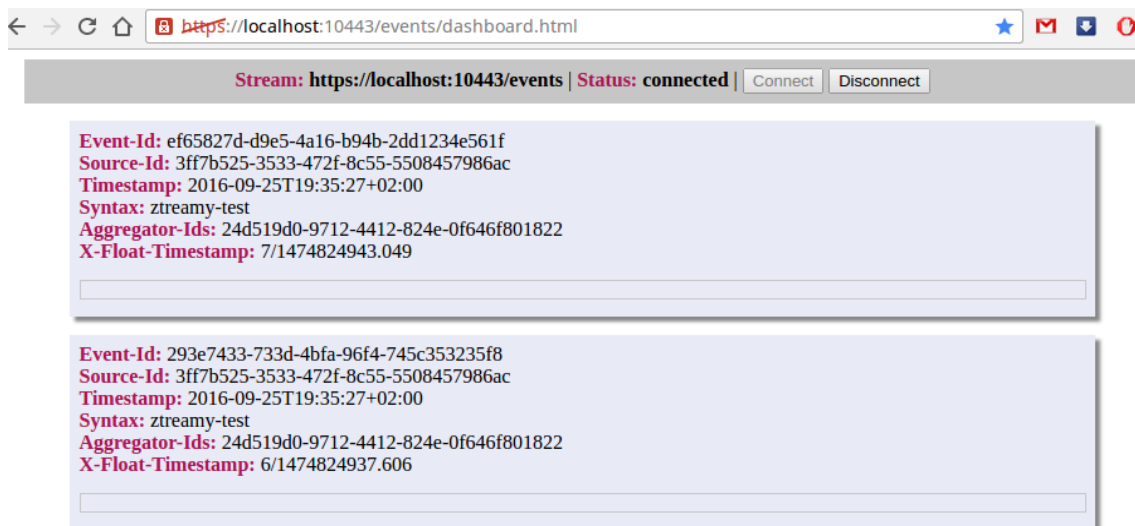 https://localhost:10443/events/dashboard.html
Stream: https://localhost:10443/events | Status: connected | Connect Disconnect
Event-Id: ef65827d-d9e5-4a16-b94b-2dd1234e561f
Source-Id: 3ff7b525-3533-472f-8c55-5508457986ac
Timestamp: 2016-09-25T19:35:27+02:00
Syntax: ztreamy-test
Aggregator-Ids: 24d519d0-9712-4412-824e-0f646f801822
X-Float-Timestamp: 7/1474824943.049
Event-Id: 293e7433-733d-4bfa-96f4-745c353235f8
Source-Id: 3ff7b525-3533-472f-8c55-5508457986ac
Timestamp: 2016-09-25T19:35:27+02:00
Syntax: ztreamy-test
Aggregator-Ids: 24d519d0-9712-4412-824e-0f646f801822
X-Float-Timestamp: 6/1474824937.606